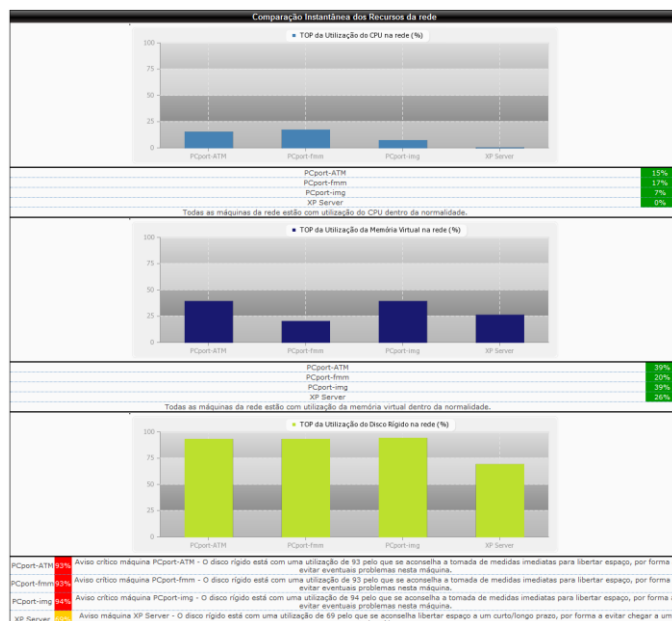 Comparação Instantânea dos Recursos da rede
TOP da Utilização do CPU na rede (%)
100
75
50
25
0
PCport-ATM PCport-fmm PCport-img XP Server
PCport-ATM 15%
PCport-fmm 17%
PCport-img 7%
XP Server 0%
Todas as máquinas da rede estão com utilização do CPU dentro da normalidade.
TOP da Utilização da Memória Virtual na rede (%)
100
75
50
25
0
PCport-ATM PCport-fmm PCport-img XP Server
PCport-ATM 39%
PCport-fmm 20%
PCport-img 39%
XP Server 26%
Todas as máquinas da rede estão com utilização da memória virtual dentro da normalidade.
TOP da Utilização do Disco Rígido na rede (%)
100
75
50
25
0
PCport-ATM PCport-fmm PCport-img XP Server
PCport-ATM 93% Aviso crítico máquina PCport-ATM - O disco rígido está com uma utilização de 93 pelo que se aconselha a tomada de medidas imediatas para libertar espaço, por forma a
evitar eventuais problemas nesta máquina.
PCport-fmm 93% Aviso crítico máquina PCport-fmm - O disco rígido está com uma utilização de 93 pelo que se aconselha a tomada de medidas imediatas para libertar espaço, por forma a
evitar eventuais problemas nesta máquina.
PCport-img 94% Aviso crítico máquina PCport-img - O disco rígido está com uma utilização de 94 pelo que se aconselha a tomada de medidas imediatas para libertar espaço, por forma a
evitar eventuais problemas nesta máquina.
XP Server Aviso máquina XP Server - O disco rígido está com uma utilização de 69 pelo que se aconselha libertar espaço a um curto/longo prazo, por forma a evitar chegar a um